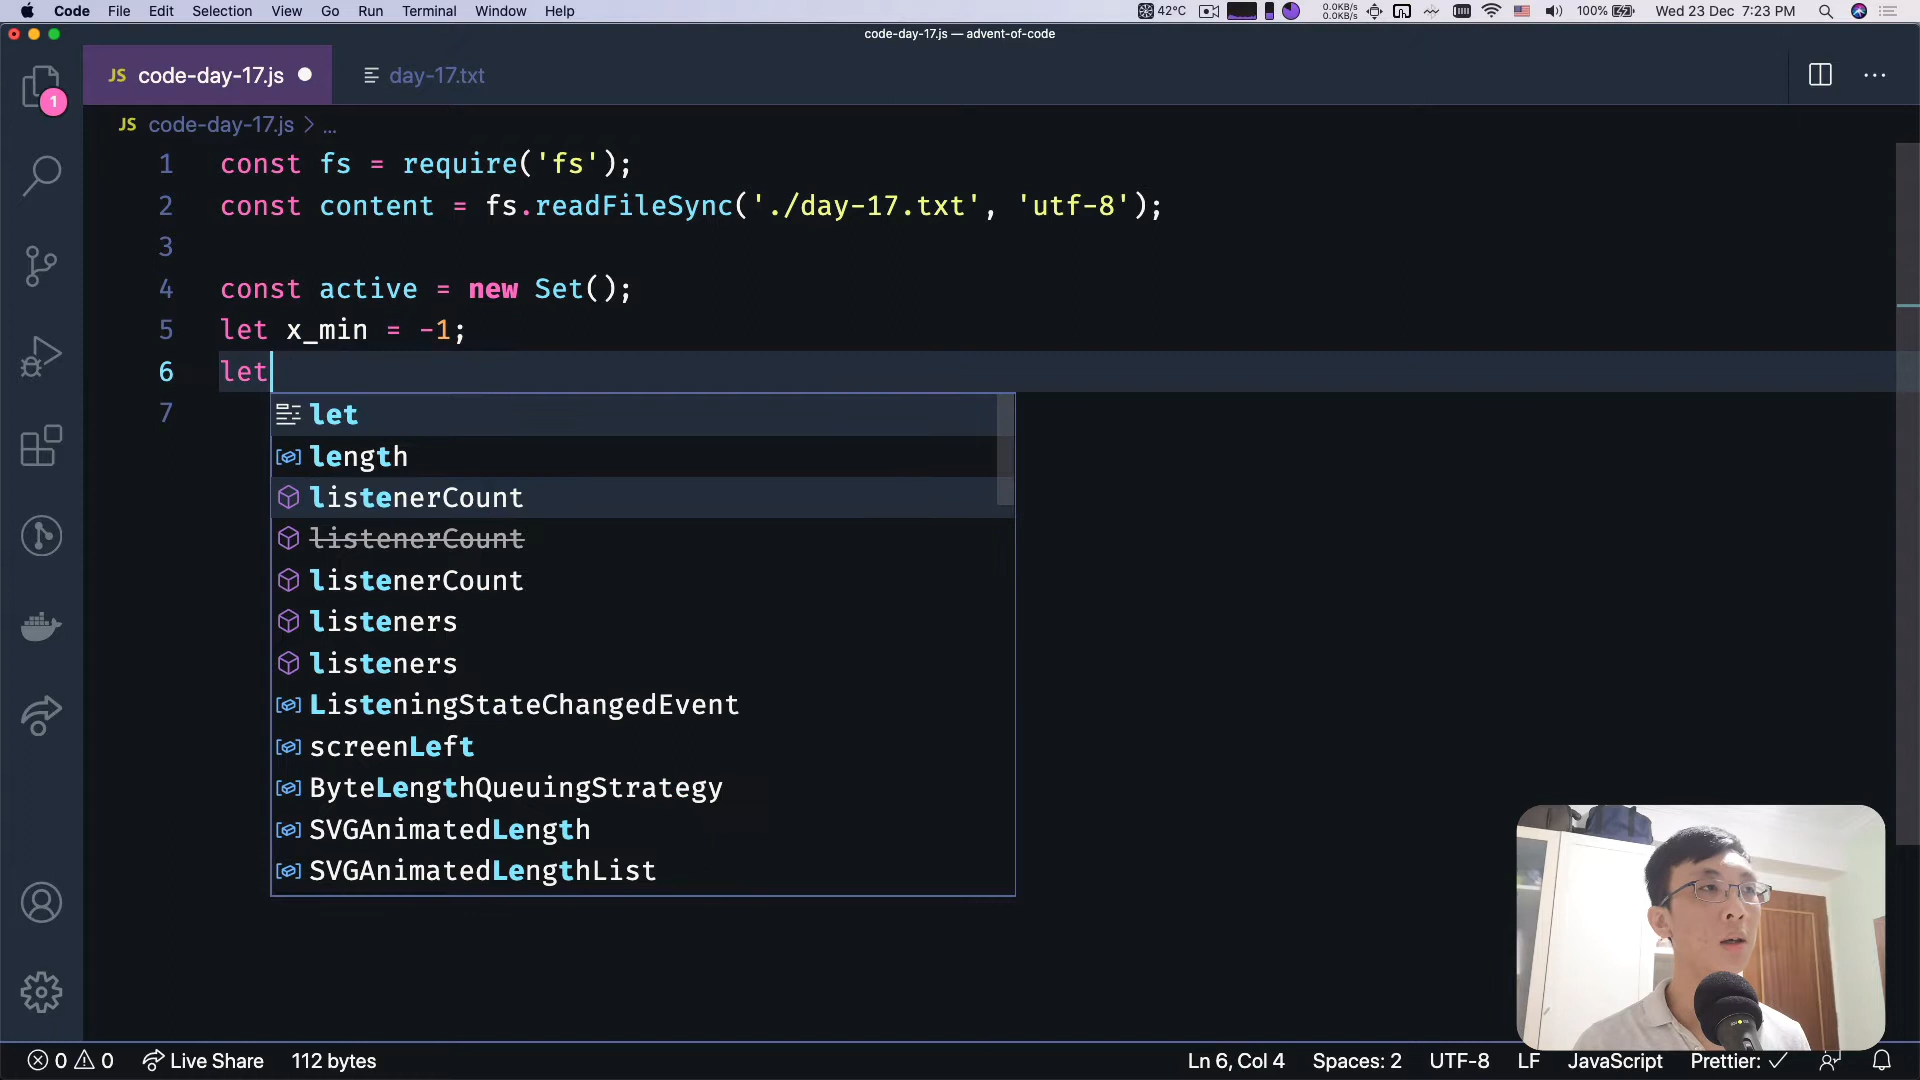 Code File Edit Selection View Go Run Terminal Window Help 42°C 0.0KB/s 0.0KB/s 100% Wed 23 Dec 7:23 PM
code-day-17.js — advent-of-code
JS code-day-17.js day-17.txt ···
1
JS code-day-17.js > ...
1 const fs = require('fs');
2 const content = fs.readFileSync('./day-17.txt', 'utf-8');
3
4 const active = new Set();
5 let x_min = -1;
6 let
7
let
length
listenerCount
listenerCount
listenerCount
listeners
listeners
ListeningStateChangedEvent
screenLeft
ByteLengthQueuingStrategy
SVGAnimatedLength
SVGAnimatedLengthList
0 0 Live Share 112 bytes Ln 6, Col 4 Spaces: 2 UTF-8 LF JavaScript Prettier: ✓